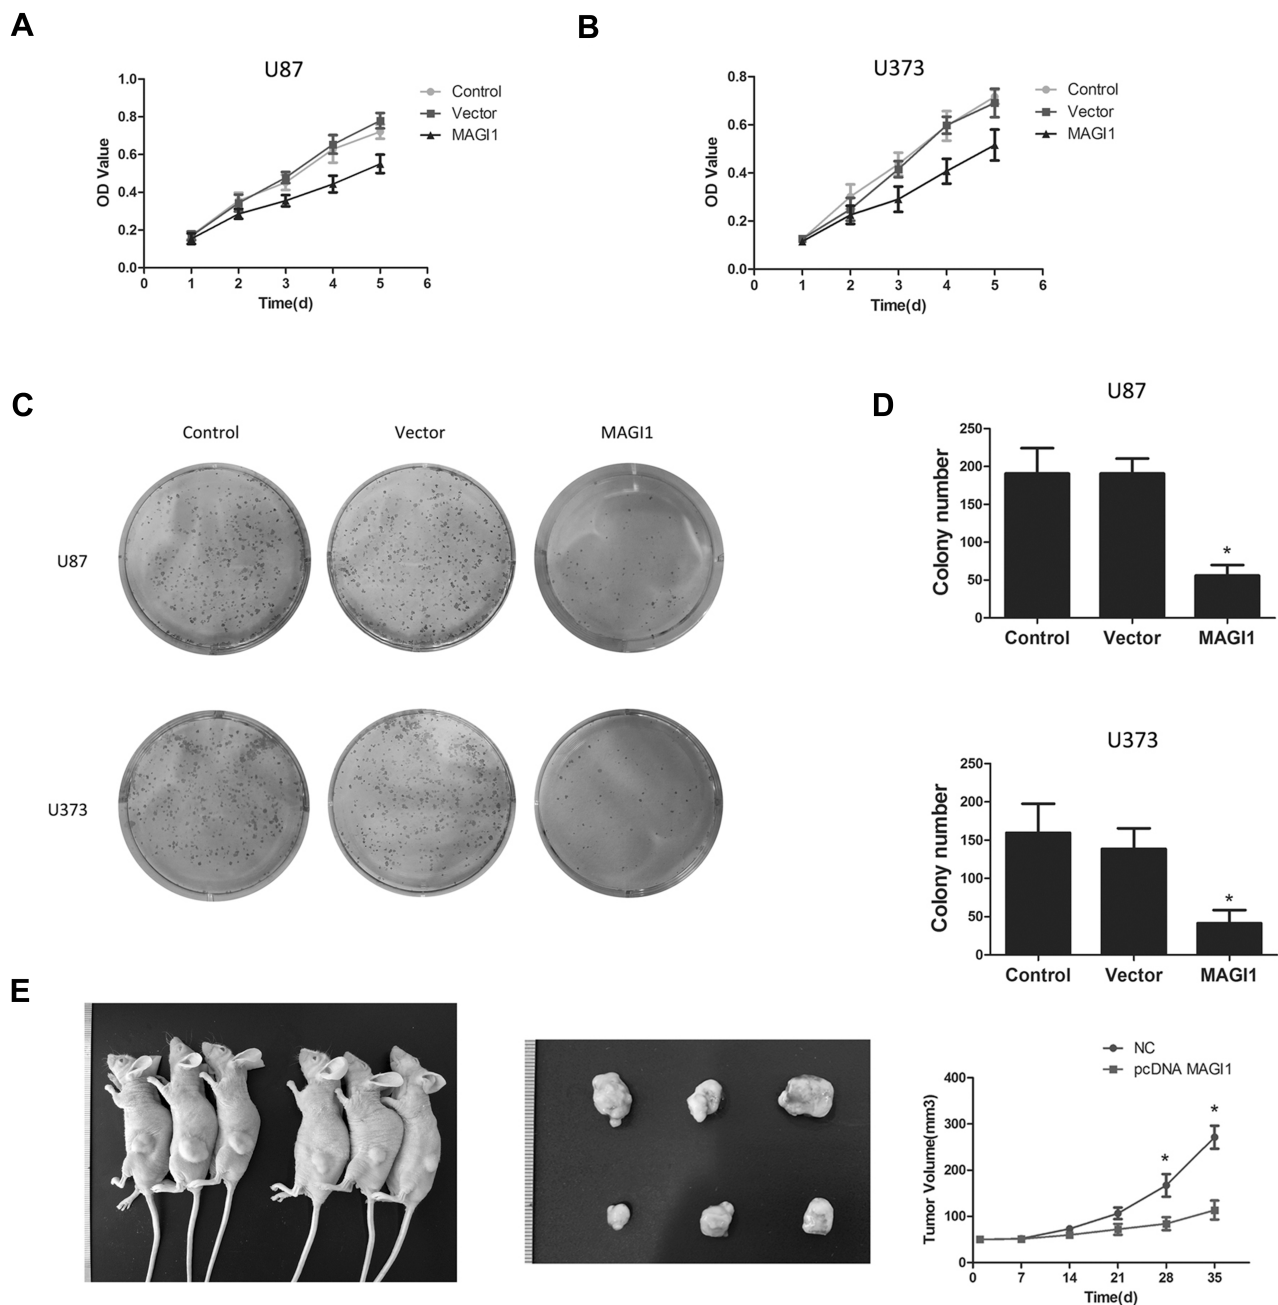 A
U87
1.0
0.8
0.6
0.4
0.2
0.0
OD Value
0 1 2 3 4 5 6
Time(d)
Control
Vector
MAGI1
B
U373
0.8
0.6
0.4
0.2
0.0
OD Value
0 1 2 3 4 5 6
Time(d)
Control
Vector
MAGI1
C
Control Vector MAGI1
U87
U373
D
U87
250
200
150
100
50
0
Colony number
*
Control Vector MAGI1
U373
250
200
150
100
50
0
Colony number
*
Control Vector MAGI1
E
NC
pcDNA MAGI1
400
300
200
100
0
Tumor Volume(mm3)
*
*
0 7 14 21 28 35
Time(d)